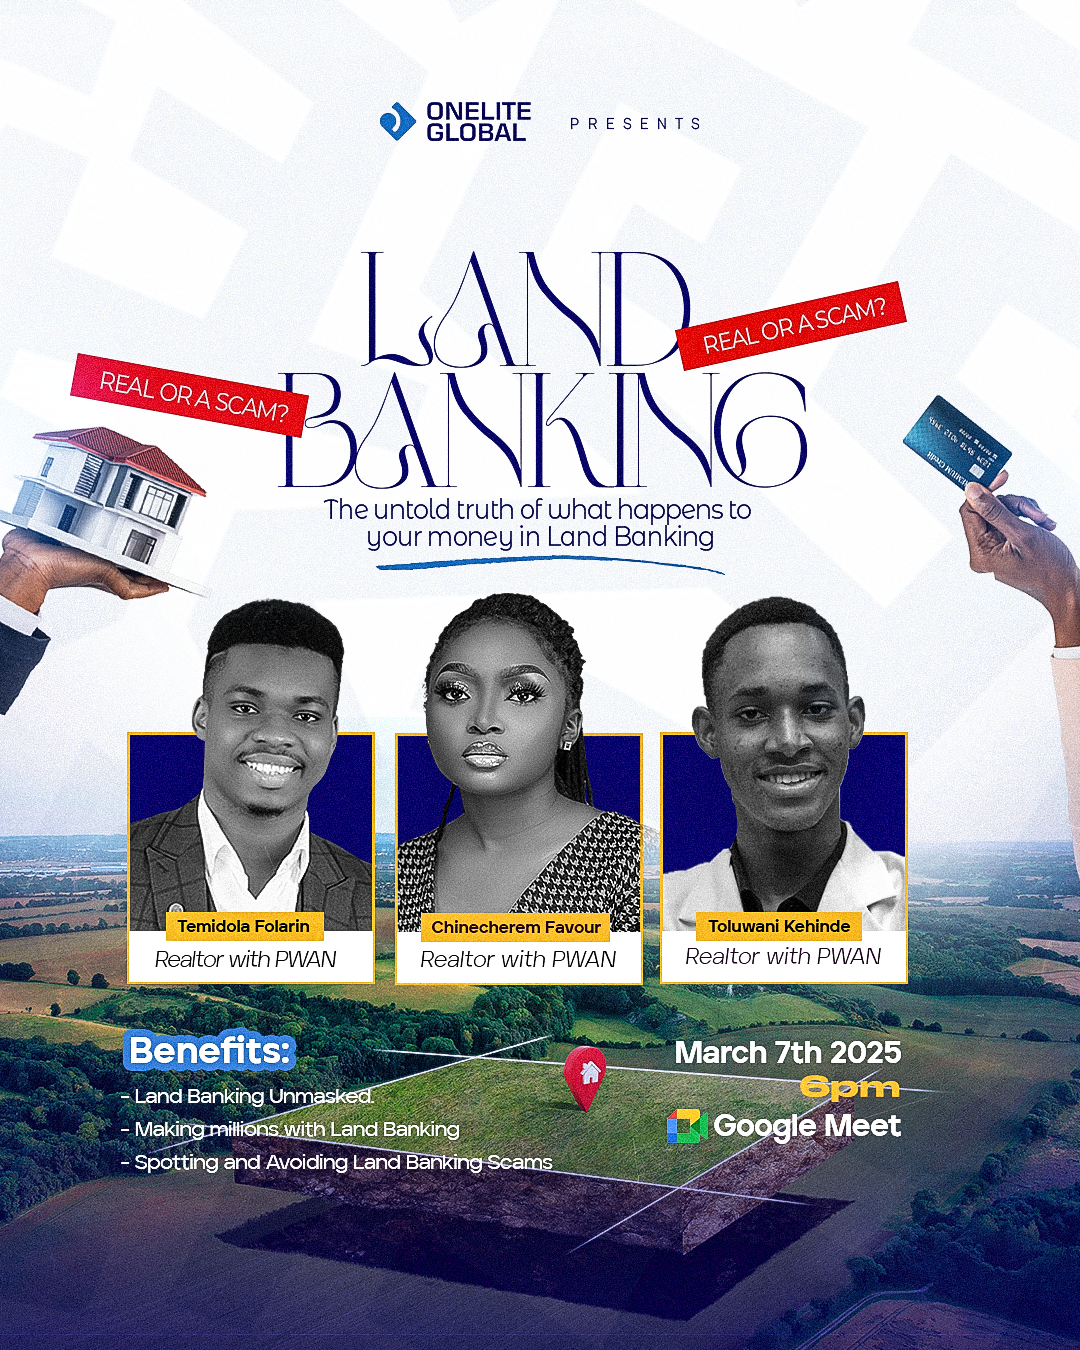 ONELITE
GLOBAL
PRESENTS
LAND
BANKING
REAL OR A SCAM?
REAL OR A SCAM?
The untold truth of what happens to
your money in Land Banking
Temidola Folarin
Realtor with PWAN
Chinecherem Favour
Realtor with PWAN
Toluwani Kehinde
Realtor with PWAN
Benefits:
- Land Banking Unmasked.
- Making millions with Land Banking
- Spotting and Avoiding Land Banking Scams
March 7th 2025
6pm
Google Meet